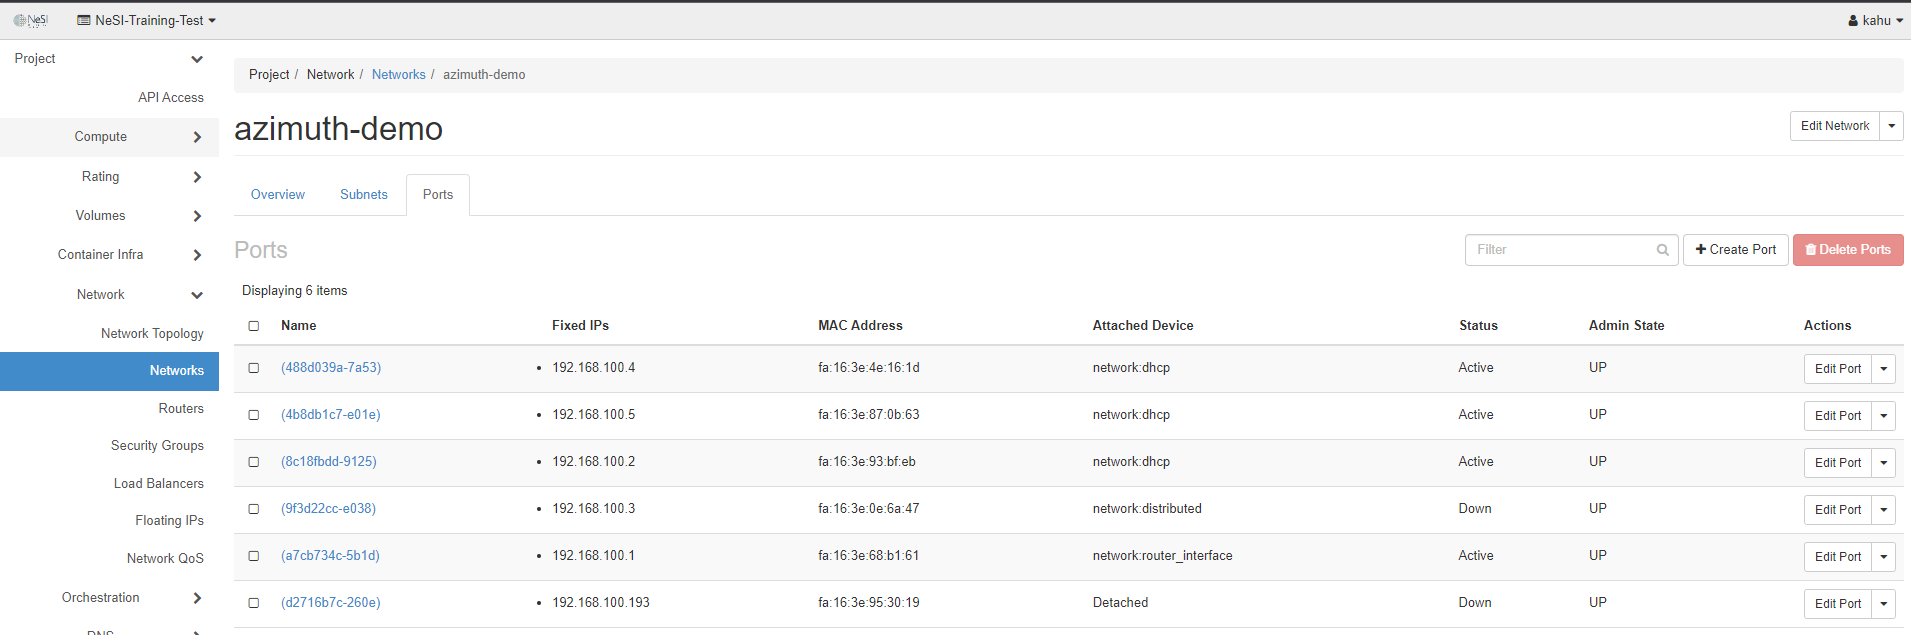 NeSI NeSI-Training-Test kahu
Project
API Access
Compute
Rating
Volumes
Container Infra
Network
Network Topology
Networks
Routers
Security Groups
Load Balancers
Floating IPs
Network QoS
Orchestration
DNS
Project / Network / Networks / azimuth-demo
azimuth-demo
Edit Network
Overview Subnets Ports
Ports
Filter Create Port Delete Ports
Displaying 6 items
Name Fixed IPs MAC Address Attached Device Status Admin State Actions
(488d039a-7a53) • 192.168.100.4 fa:16:3e:4e:16:1d network:dhcp Active UP Edit Port
(4b8db1c7-e01e) • 192.168.100.5 fa:16:3e:87:0b:63 network:dhcp Active UP Edit Port
(8c18fbdd-9125) • 192.168.100.2 fa:16:3e:93:bf:eb network:dhcp Active UP Edit Port
(9f3d22cc-e038) • 192.168.100.3 fa:16:3e:0e:6a:47 network:distributed Down UP Edit Port
(a7cb734c-5b1d) • 192.168.100.1 fa:16:3e:68:b1:61 network:router_interface Active UP Edit Port
(d2716b7c-260e) • 192.168.100.193 fa:16:3e:95:30:19 Detached Down UP Edit Port